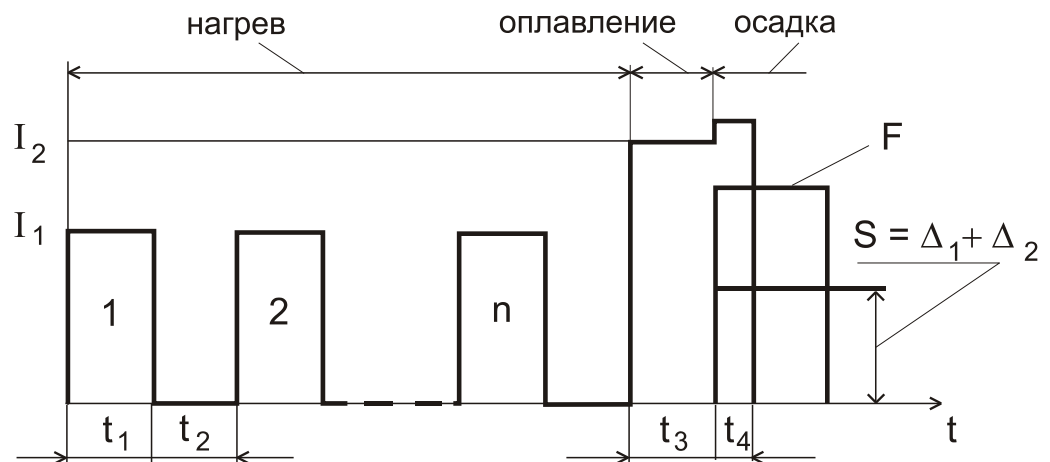 нагрев оплавление осадка
I₂
F
I₁
S = Δ₁ + Δ₂
1 2 n
t₁ t₂ t₃ t₄ t